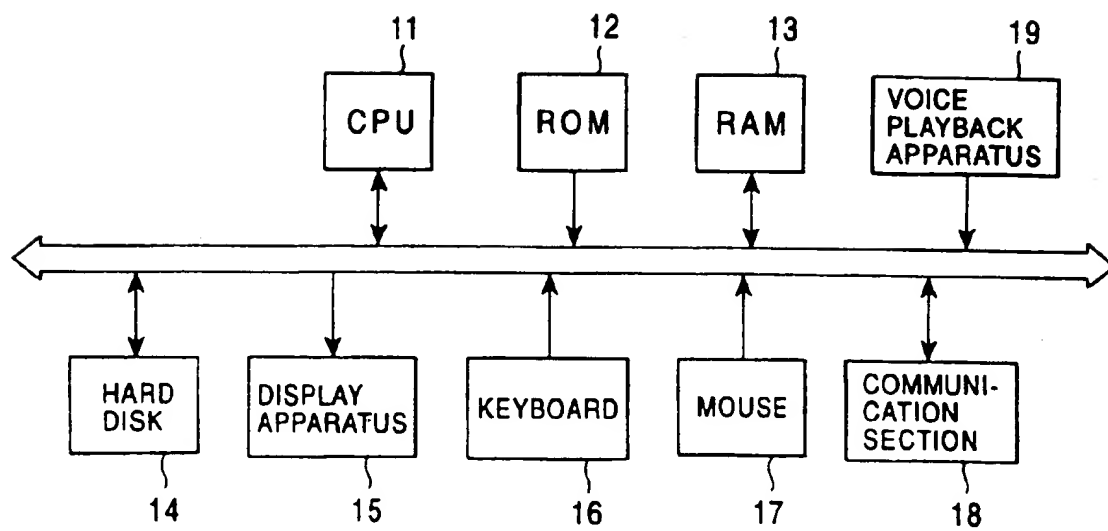 11
12
13
19
CPU
ROM
RAM
VOICE
PLAYBACK
APPARATUS
HARD
DISK
DISPLAY
APPARATUS
KEYBOARD
MOUSE
COMMUNI-
CATION
SECTION
14
15
16
17
18